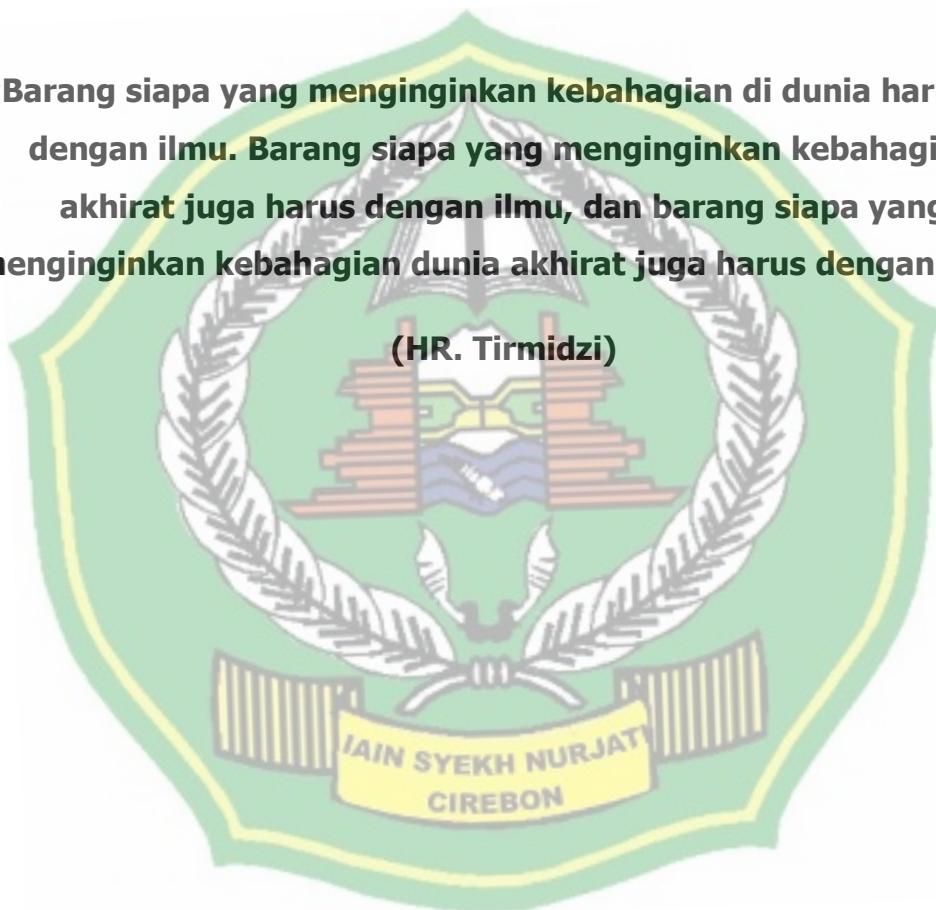 Barang siapa yang menginginkan kebahagian di dunia har
dengan ilmu. Barang siapa yang menginginkan kebahagi
akhirat juga harus dengan ilmu, dan barang siapa yang
enginginkan kebahagian dunia akhirat juga harus dengan
(HR. Tirmidzi)
IAIN SYEKH NURJATI
CIREBON